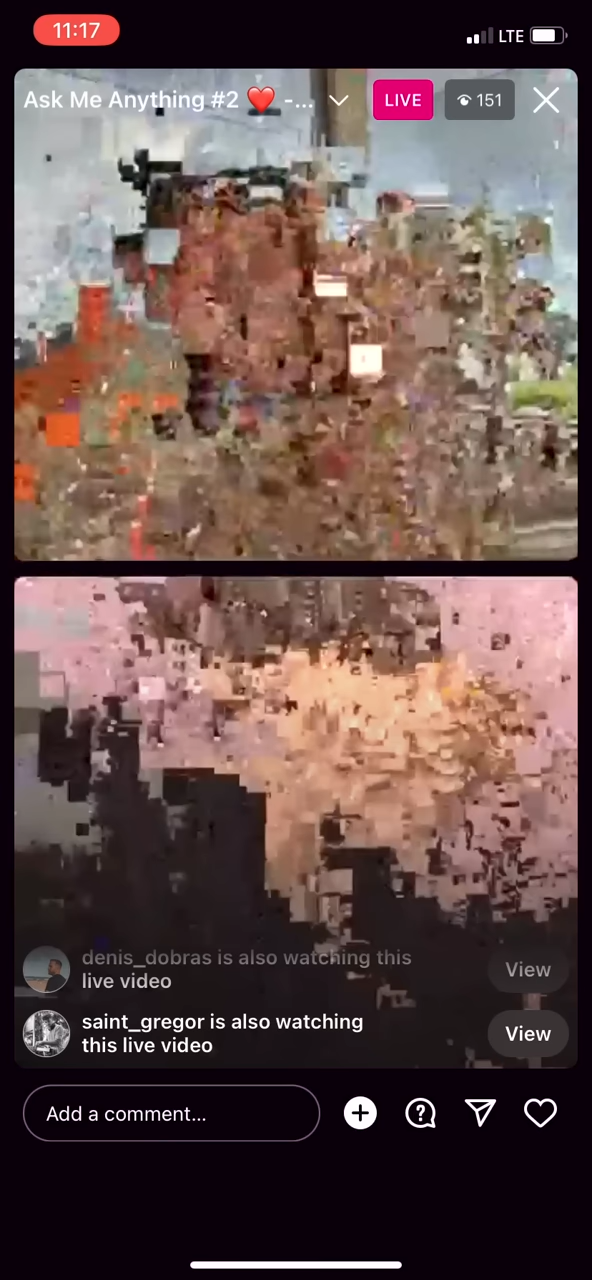 11:17
LTE
Ask Me Anything #2 ❤️ -...
LIVE
151
denis_dobras is also watching this
live video
View
saint_gregor is also watching
this live video
View
Add a comment...